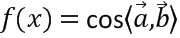 f(x) = cos⟨a⃗,b⃗⟩